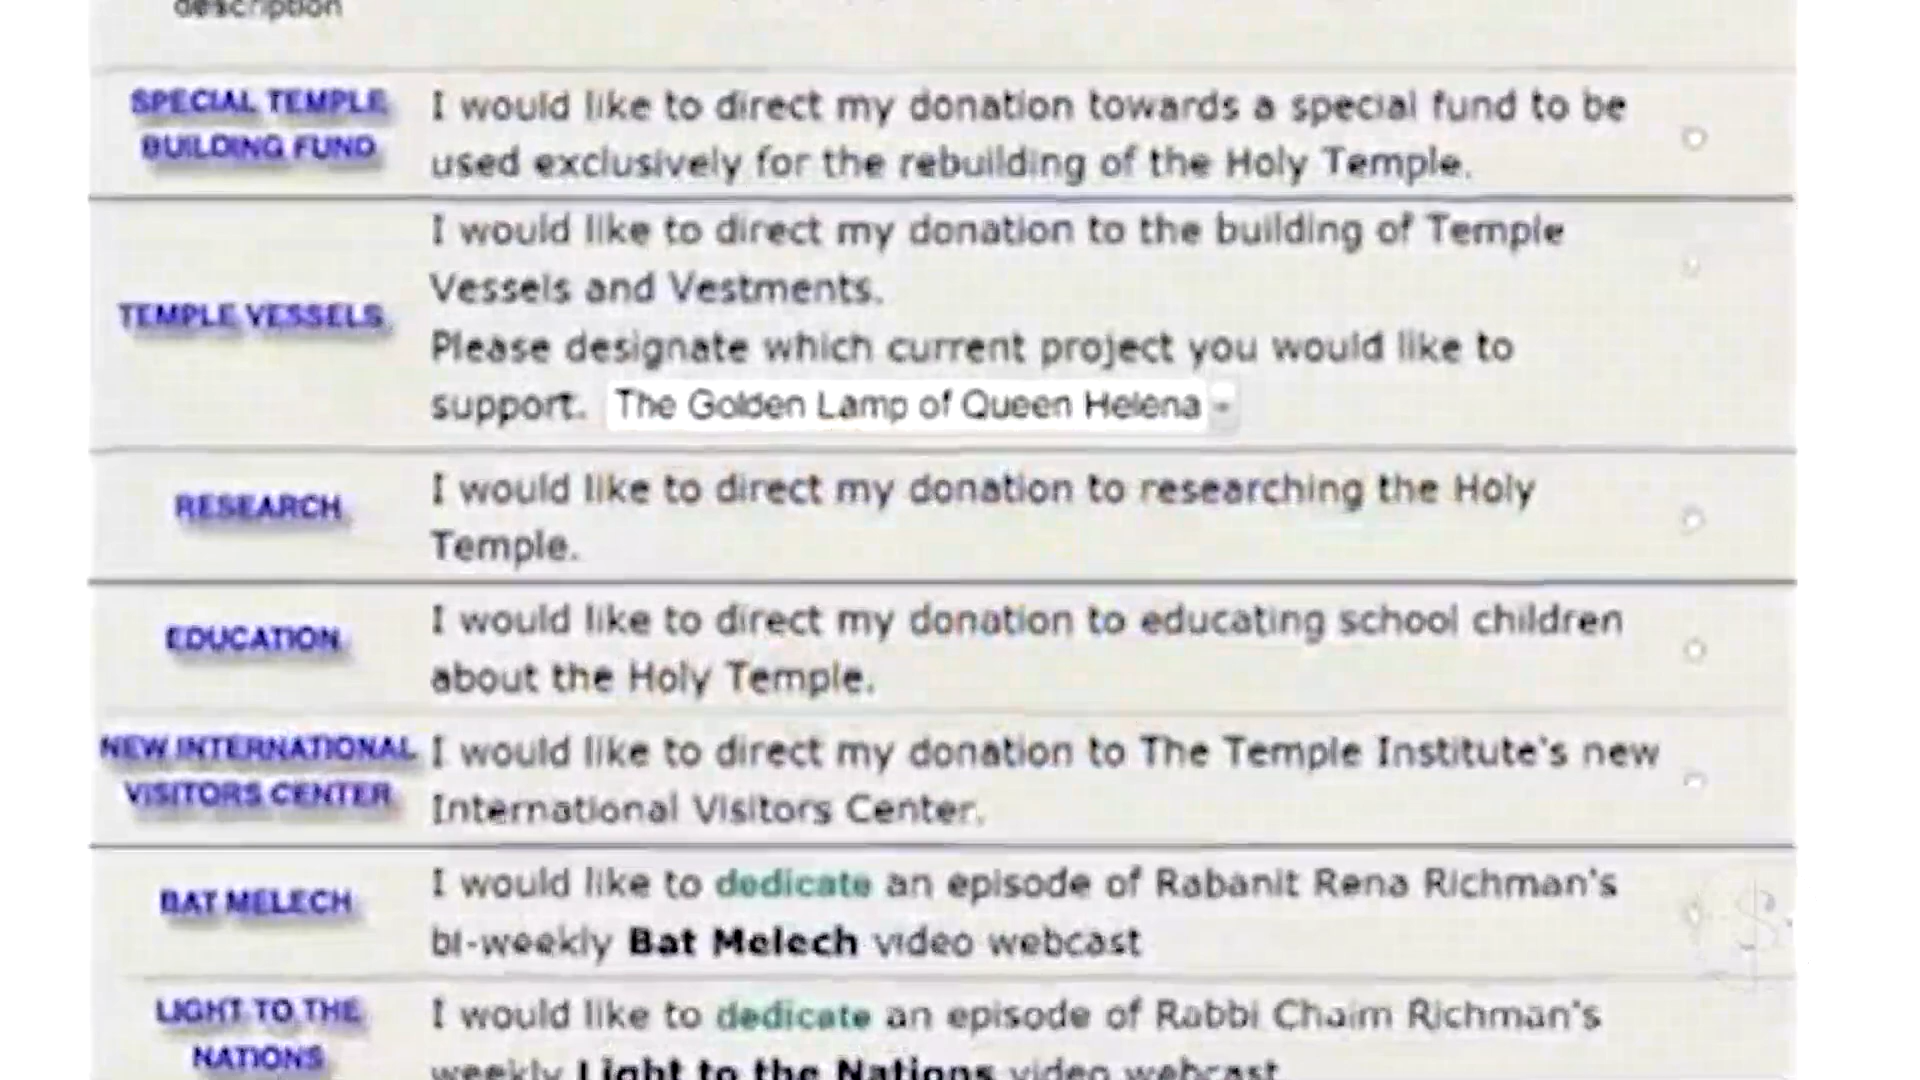 description
SPECIAL TEMPLE
BUILDING FUND
I would like to direct my donation towards a special fund to be
used exclusively for the rebuilding of the Holy Temple.
TEMPLE VESSELS
I would like to direct my donation to the building of Temple
Vessels and Vestments.
Please designate which current project you would like to
support. The Golden Lamp of Queen Helena
RESEARCH
I would like to direct my donation to researching the Holy
Temple.
EDUCATION
I would like to direct my donation to educating school children
about the Holy Temple.
NEW INTERNATIONAL
VISITORS CENTER
I would like to direct my donation to The Temple Institute's new
International Visitors Center.
BAT MELECH
I would like to dedicate an episode of Rabanit Rena Richman's
bi-weekly Bat Melech video webcast
LIGHT TO THE
NATIONS
I would like to dedicate an episode of Rabbi Chaim Richman's
weekly Light to the Nations video webcast